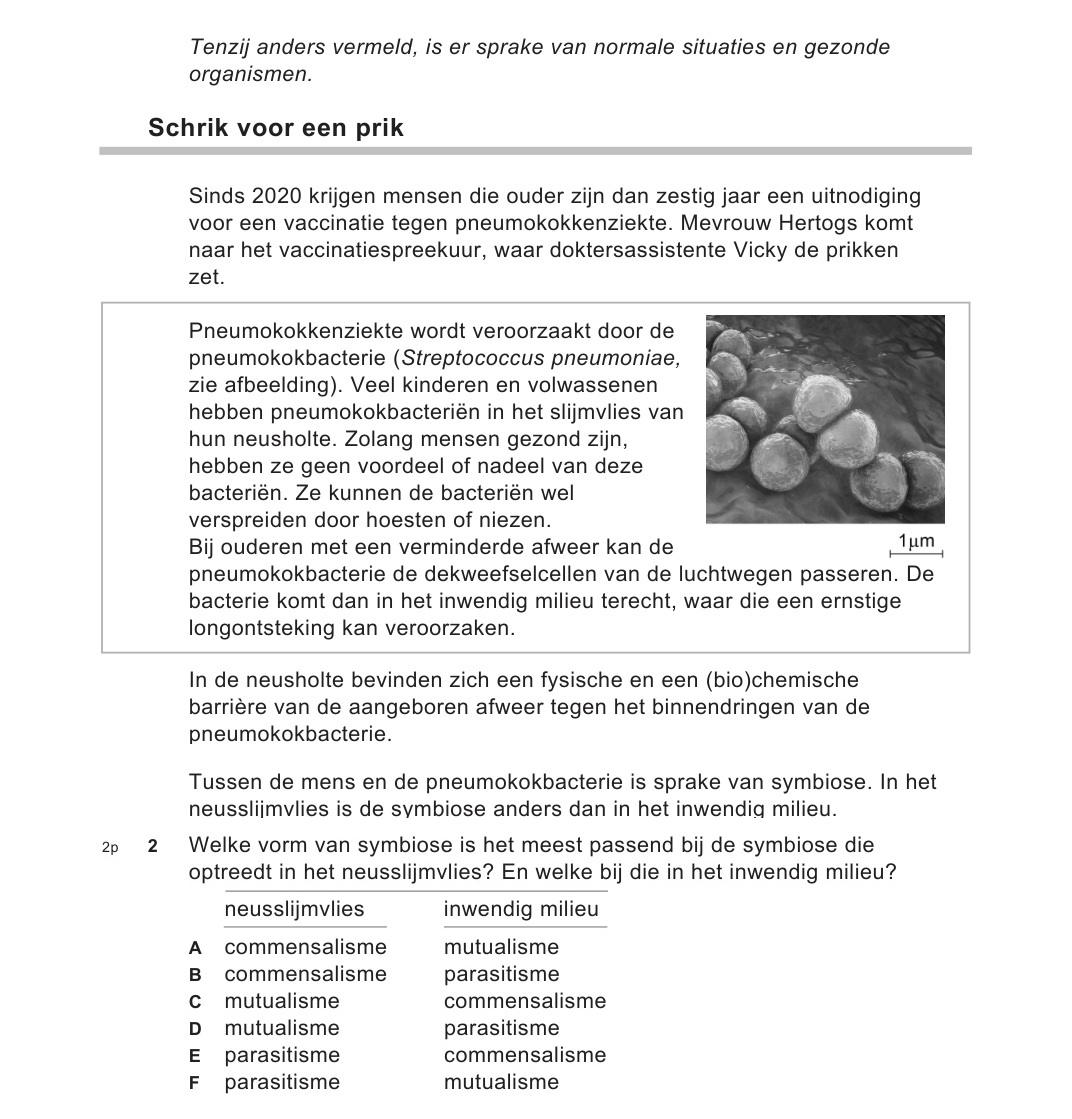 Tenzij anders vermeld, is er sprake van normale situaties en gezonde
organismen.
Schrik voor een prik
Sinds 2020 krijgen mensen die ouder zijn dan zestig jaar een uitnodiging
voor een vaccinatie tegen pneumokokkenziekte. Mevrouw Hertogs komt
naar het vaccinatiespreekuur, waar doktersassistente Vicky de prikken
zet.
Pneumokokkenziekte wordt veroorzaakt door de
pneumokokbacterie (Streptococcus pneumoniae,
zie afbeelding). Veel kinderen en volwassenen
hebben pneumokokbacteriën in het slijmvlies van
hun neusholte. Zolang mensen gezond zijn,
hebben ze geen voordeel of nadeel van deze
bacteriën. Ze kunnen de bacteriën wel
verspreiden door hoesten of niezen.
1µm
Bij ouderen met een verminderde afweer kan de
pneumokokbacterie de dekweefselcellen van de luchtwegen passeren. De
bacterie komt dan in het inwendig milieu terecht, waar die een ernstige
longontsteking kan veroorzaken.
In de neusholte bevinden zich een fysische en een (bio)chemische
barrière van de aangeboren afweer tegen het binnendringen van de
pneumokokbacterie.
Tussen de mens en de pneumokokbacterie is sprake van symbiose. In het
neusslijmvlies is de symbiose anders dan in het inwendig milieu.
2p 2 Welke vorm van symbiose is het meest passend bij de symbiose die
optreedt in het neusslijmvlies? En welke bij die in het inwendig milieu?
neusslijmvlies inwendig milieu
A commensalisme mutualisme
B commensalisme parasitisme
C mutualisme commensalisme
D mutualisme parasitisme
E parasitisme commensalisme
F parasitisme mutualisme